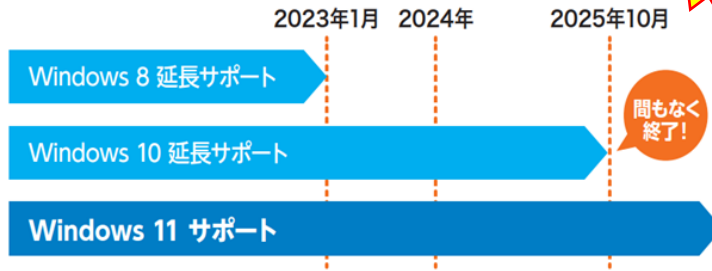 2023年1月 2024年 2025年10月
Windows 8 延長サポート
間もなく
終了!
Windows 10 延長サポート
Windows 11 サポート